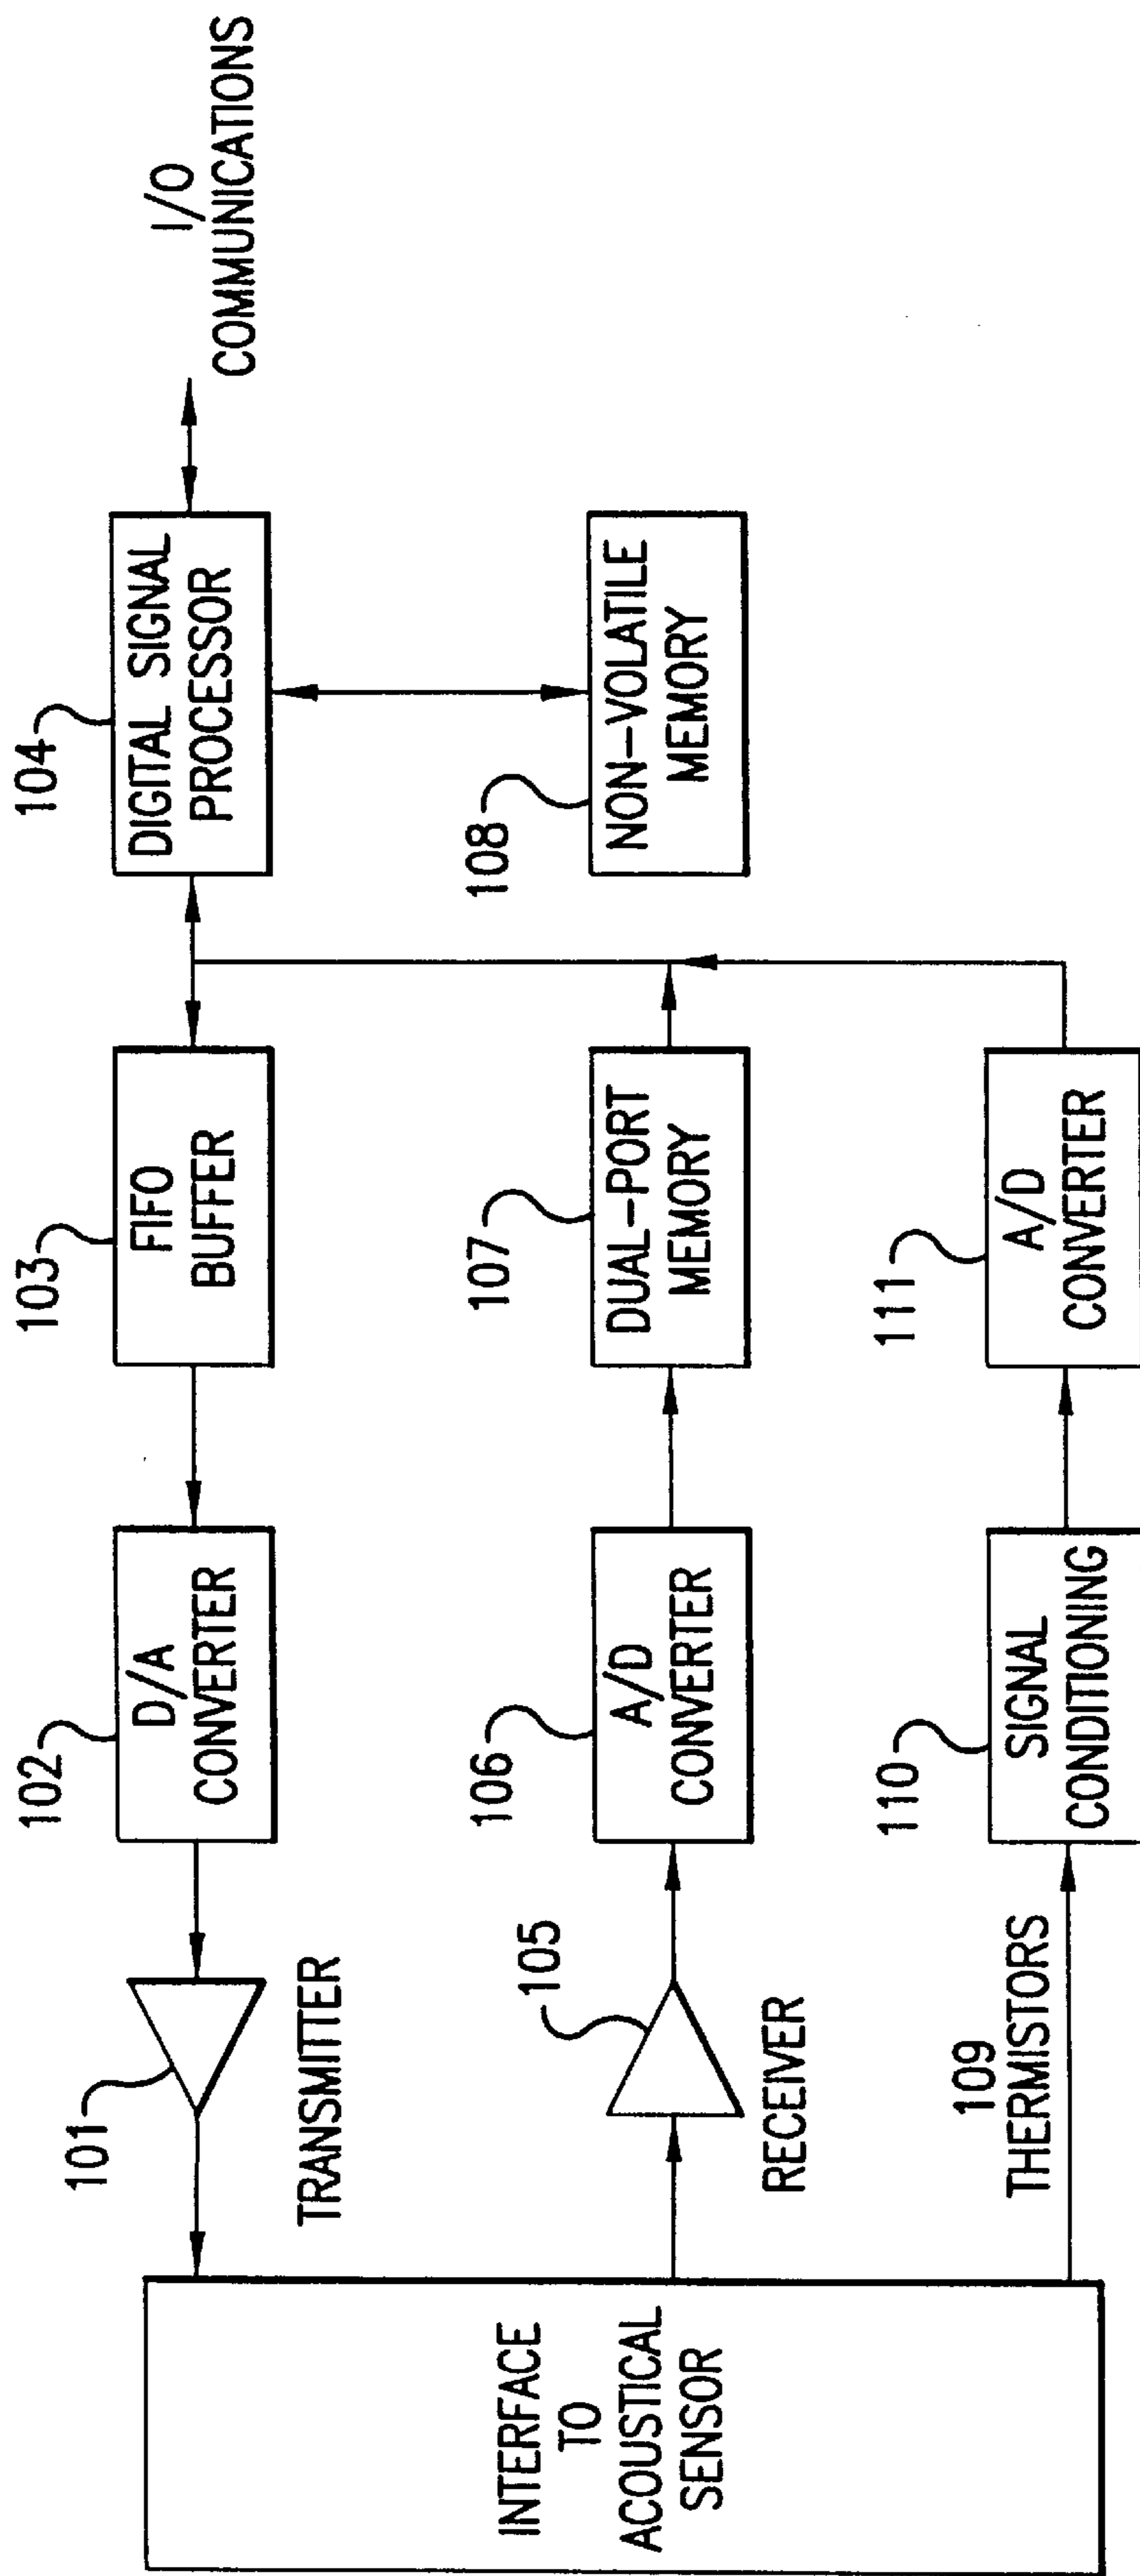 INTERFACE
TO
ACOUSTICAL
SENSOR
101
TRANSMITTER
102
D/A
CONVERTER
103
FIFO
BUFFER
104
DIGITAL SIGNAL
PROCESSOR
I/O
COMMUNICATIONS
105
RECEIVER
106
A/D
CONVERTER
107
DUAL-PORT
MEMORY
108
NON-VOLATILE
MEMORY
109
THERMISTORS
110
SIGNAL
CONDITIONING
111
A/D
CONVERTER